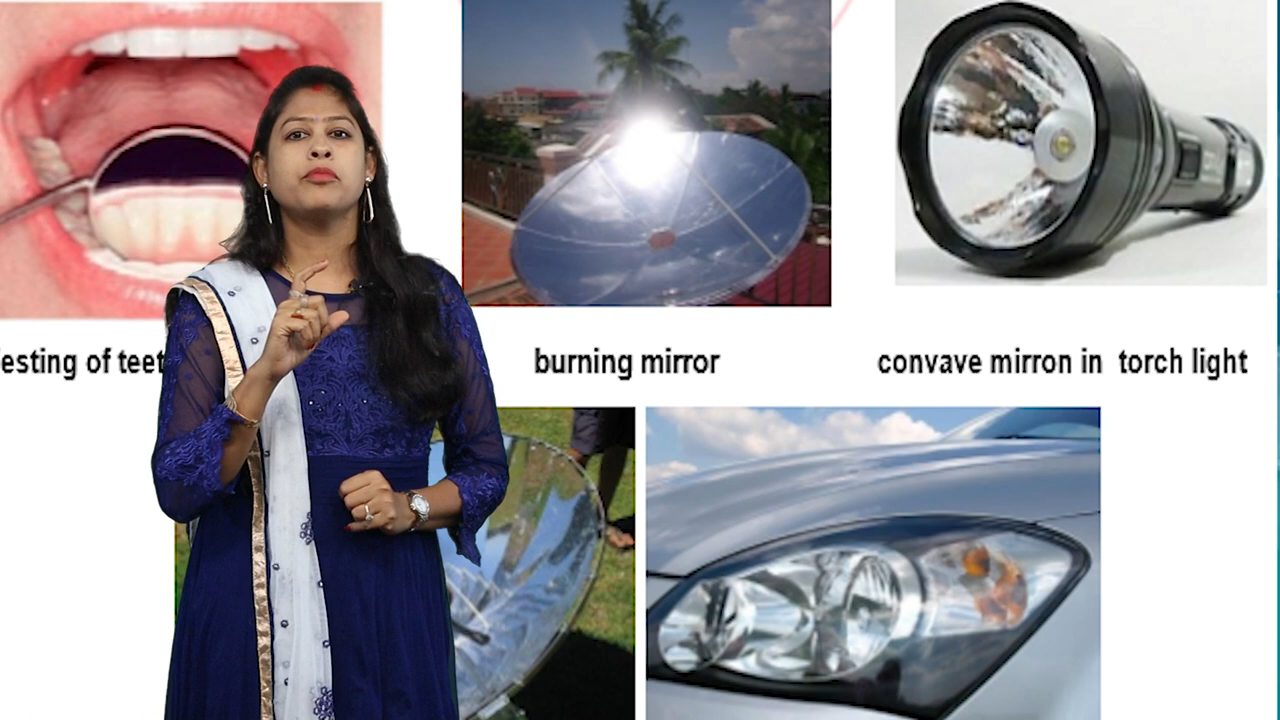 esting of teet
burning mirror
convave mirron in torch light